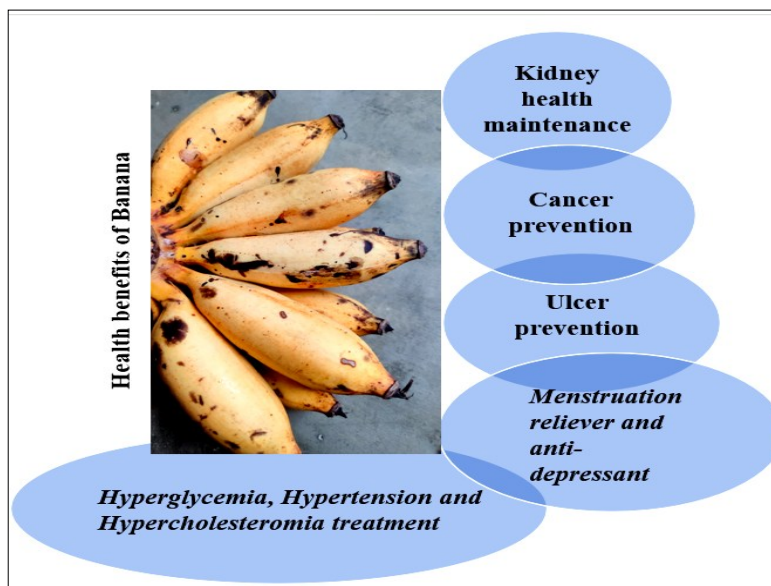 Health benefits of Banana
Kidney
health
maintenance
Cancer
prevention
Ulcer
prevention
Menstruation
reliever and
anti-
depressant
Hyperglycemia, Hypertension and
Hypercholesteromia treatment